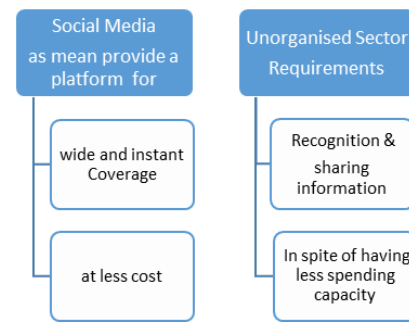 Social Media
as mean provide a
platform for
wide and instant
Coverage
at less cost
Unorganised Sector
Requirements
Recognition &
sharing
information
In spite of having
less spending
capacity